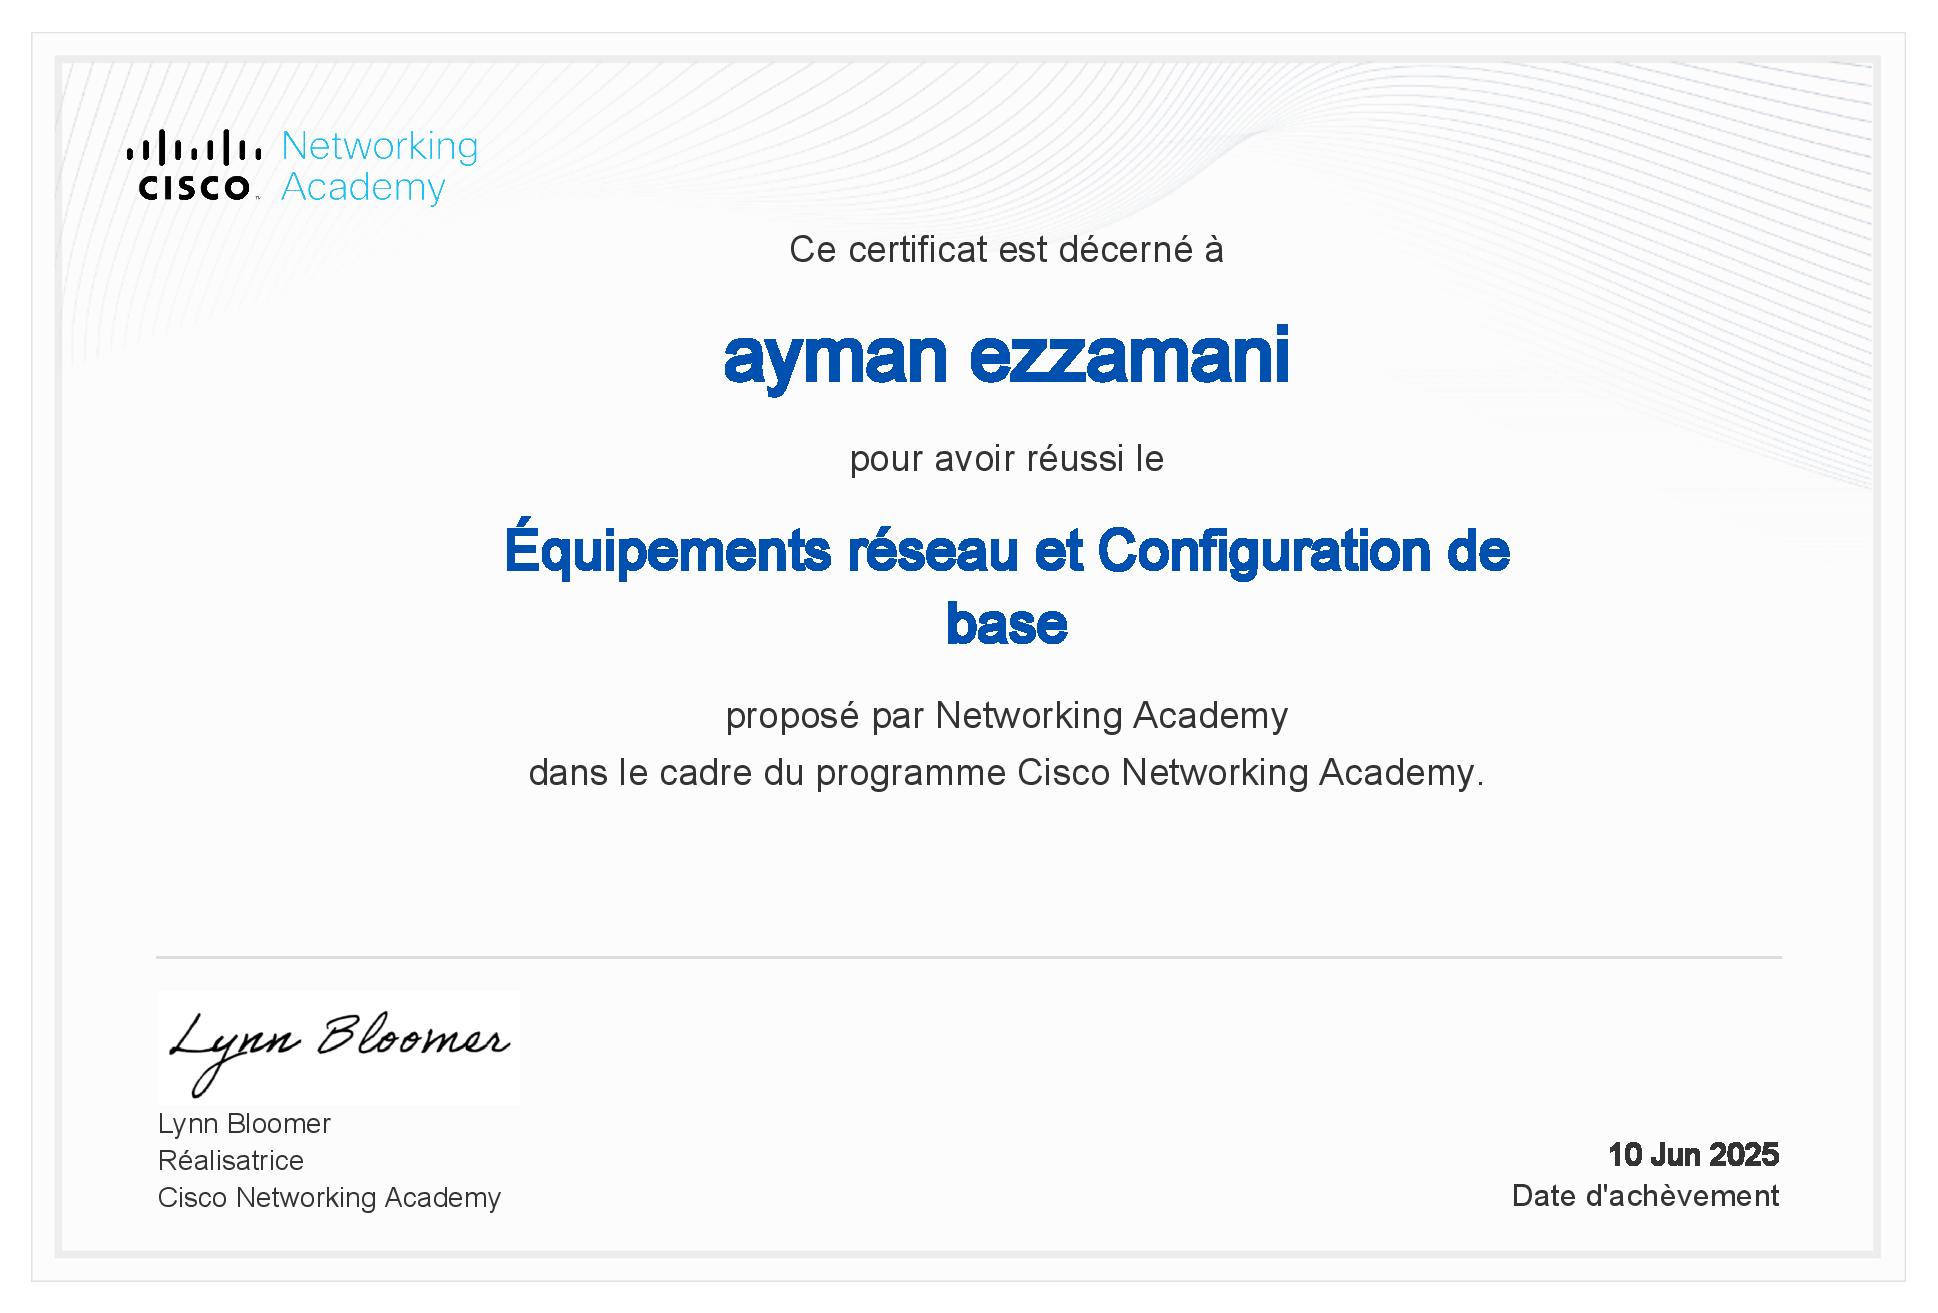 Networking
CISCO Academy
Ce certificat est décerné à
ayman ezzamani
pour avoir réussi le
Équipements réseau et Configuration de
base
proposé par Networking Academy
dans le cadre du programme Cisco Networking Academy.
Lynn Bloomer
Lynn Bloomer
Réalisatrice
Cisco Networking Academy
10 Jun 2025
Date d'achèvement